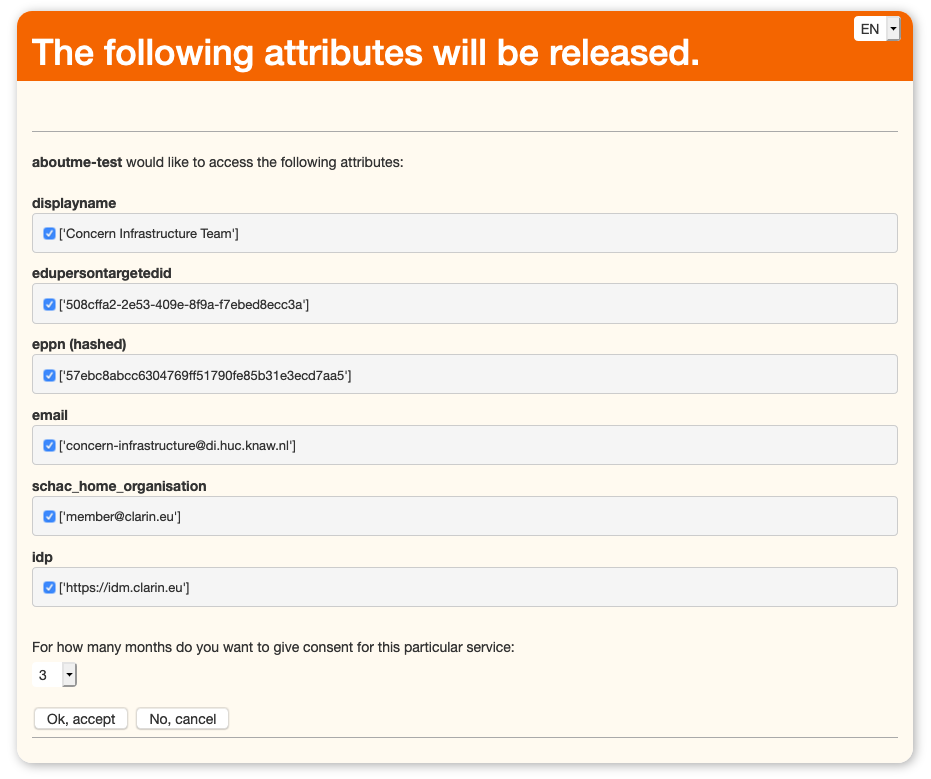 EN
The following attributes will be released.
aboutme-test would like to access the following attributes:
displayname
['Concern Infrastructure Team']
edupersontargetedid
['508cffa2-2e53-409e-8f9a-f7ebed8ecc3a']
eppn (hashed)
['57ebc8abcc6304769ff51790fe85b31e3ecd7aa5']
email
['concern-infrastructure@di.huc.knaw.nl']
schac_home_organisation
['member@clarin.eu']
idp
['https://idm.clarin.eu']
For how many months do you want to give consent for this particular service:
3
Ok, accept No, cancel